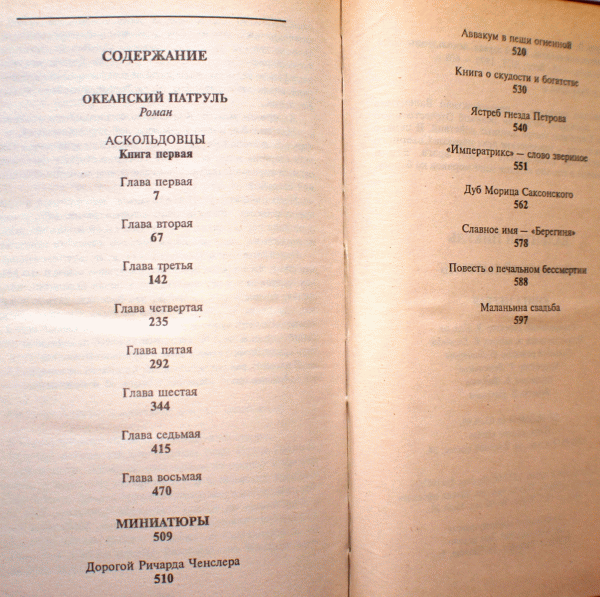 СОДЕРЖАНИЕ
ОКЕАНСКИЙ ПАТРУЛЬ
Роман
АСКОЛЬДОВЦЫ
Книга первая
Глава первая
7
Глава вторая
67
Глава третья
142
Глава четвертая
235
Глава пятая
292
Глава шестая
344
Глава седьмая
415
Глава восьмая
470
МИНИАТЮРЫ
509
Дорогой Ричарда Ченслера
510
Аввакум в пещи огненной
520
Книга о скудости и богатстве
530
Ястреб гнезда Петрова
540
«Императрикс» — слово звериное
551
Дуб Морица Саксонского
562
Славное имя — «Берегиня»
578
Повесть о печальном бессмертии
588
Маланьина свадьба
597